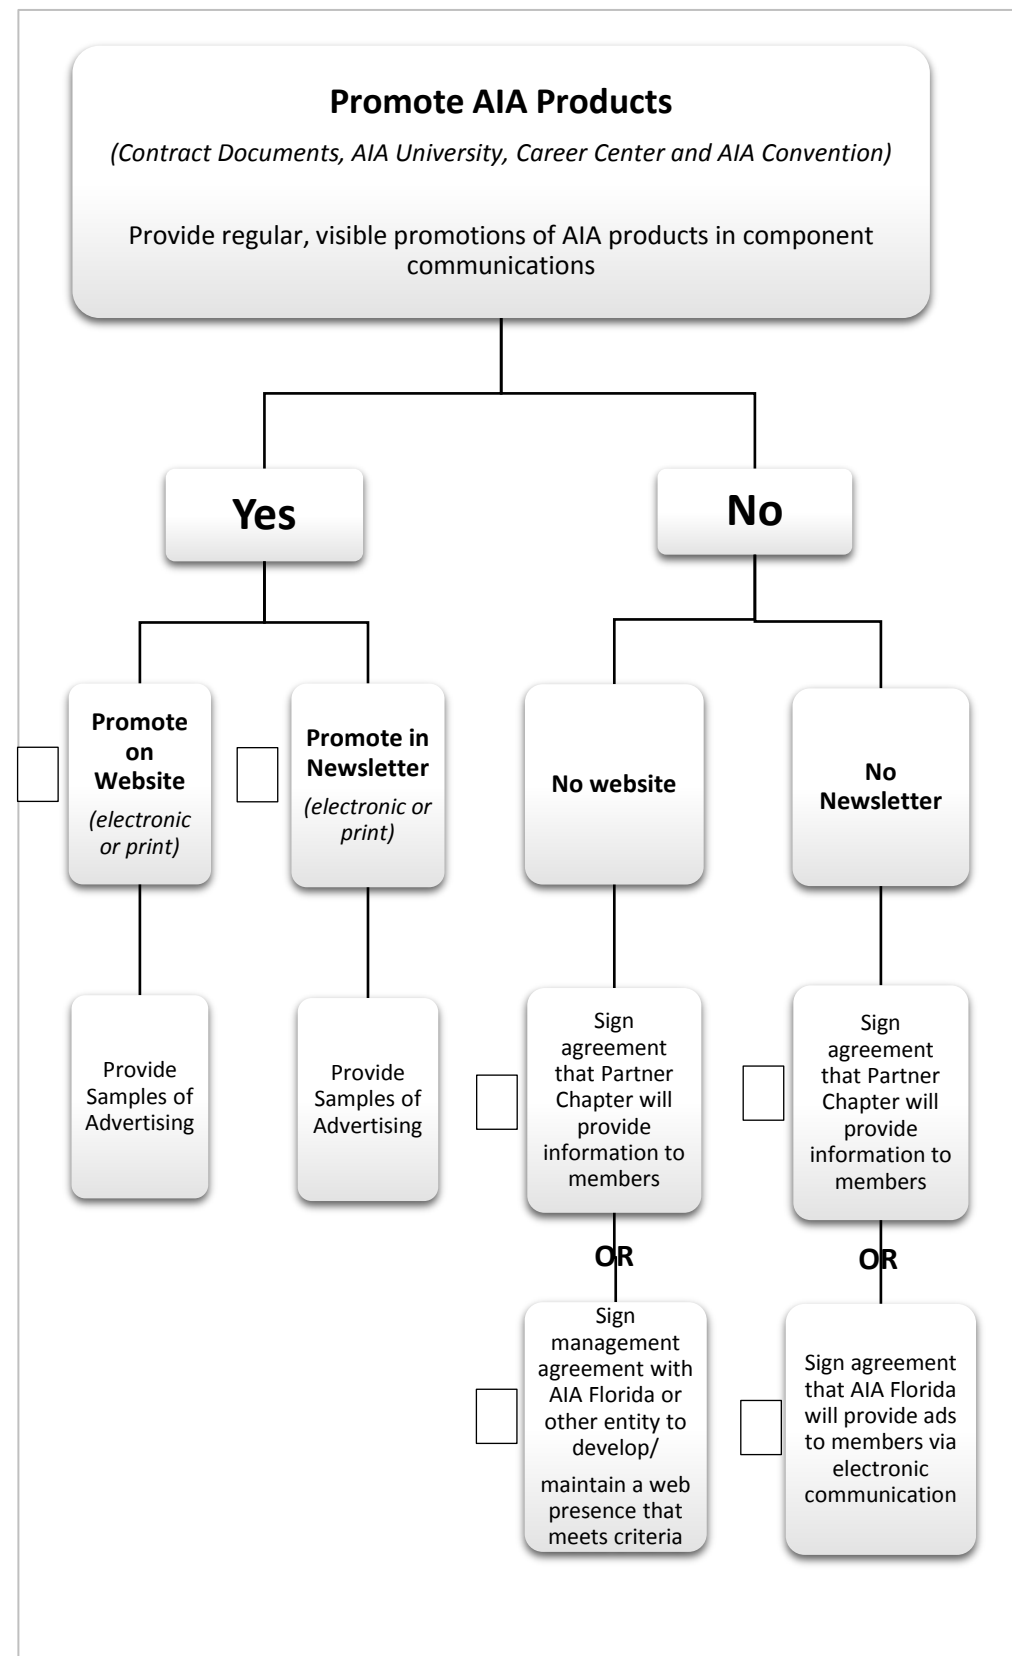 Promote AIA Products
(Contract Documents, AIA University, Career Center and AIA Convention)
Provide regular, visible promotions of AIA products in component
communications
Yes
No
Promote
on
Website
(electronic
or print)
Promote in
Newsletter
(electronic or
print)
No website
No
Newsletter
Provide
Samples of
Advertising
Provide
Samples of
Advertising
Sign
agreement
that Partner
Chapter will
provide
information to
members
Sign
agreement
that Partner
Chapter will
provide
information to
members
OR
OR
Sign
management
agreement with
AIA Florida or
other entity to
develop/
maintain a web
presence that
meets criteria
Sign agreement
that AIA Florida
will provide ads
to members via
electronic
communication